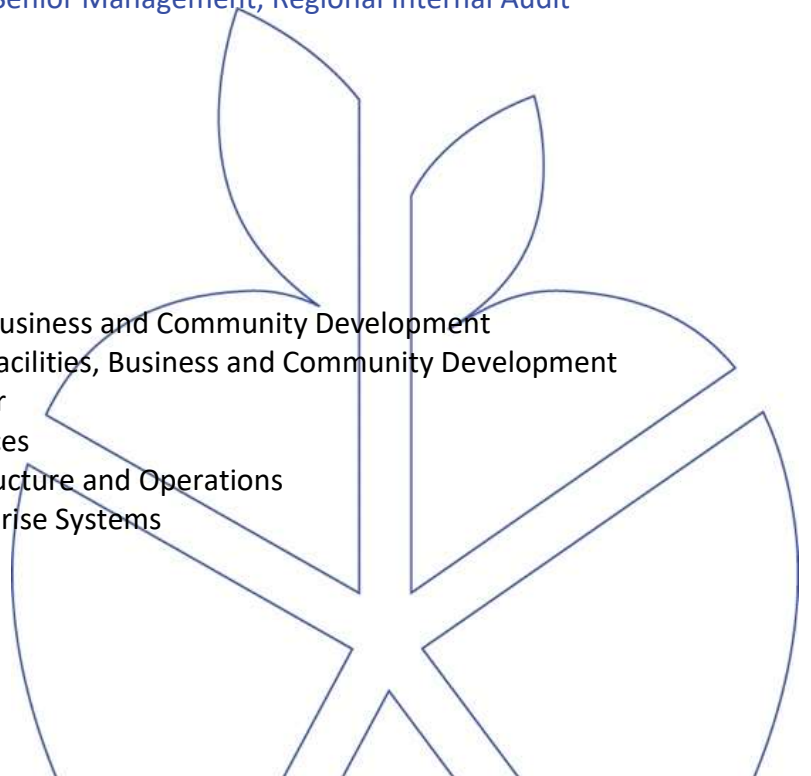 Senior Management, Regional Internal Audit
usiness and Community Development
acilities, Business and Community Development
r
es
ucture and Operations
rise Systems